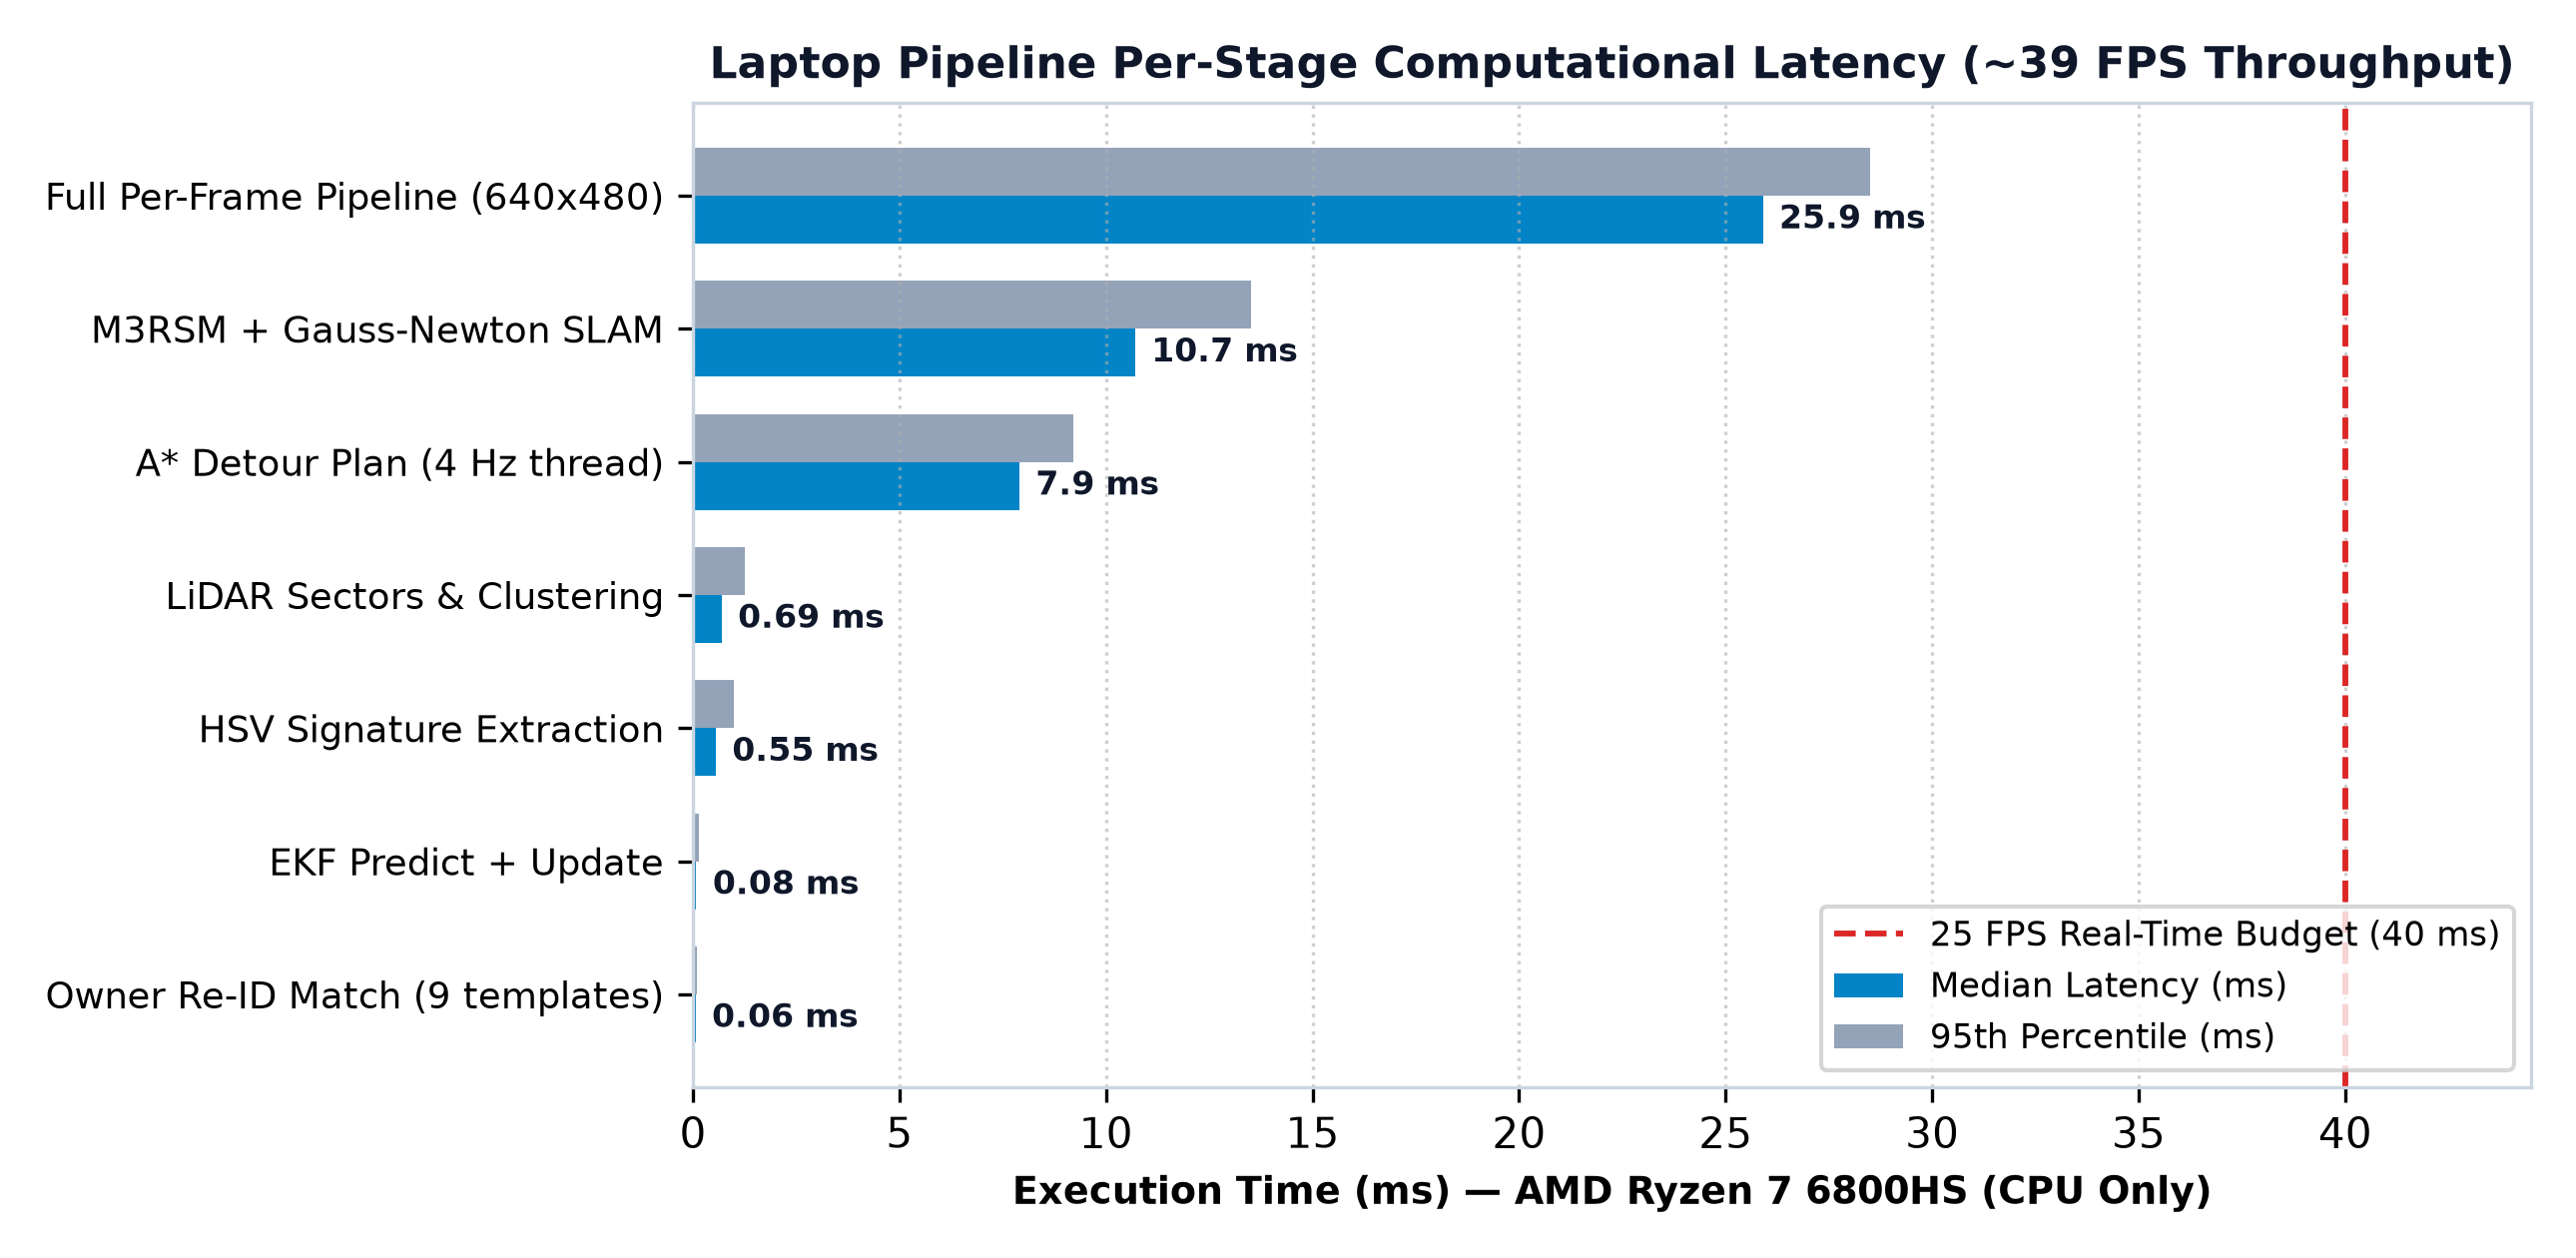 Laptop Pipeline Per-Stage Computational Latency (~39 FPS Throughput)
Full Per-Frame Pipeline (640x480)
25.9 ms
M3RSM + Gauss-Newton SLAM
10.7 ms
A* Detour Plan (4 Hz thread)
7.9 ms
LiDAR Sectors & Clustering
0.69 ms
HSV Signature Extraction
0.55 ms
EKF Predict + Update
0.08 ms
Owner Re-ID Match (9 templates)
0.06 ms
25 FPS Real-Time Budget (40 ms)
Median Latency (ms)
95th Percentile (ms)
0 5 10 15 20 25 30 35 40
Execution Time (ms) — AMD Ryzen 7 6800HS (CPU Only)